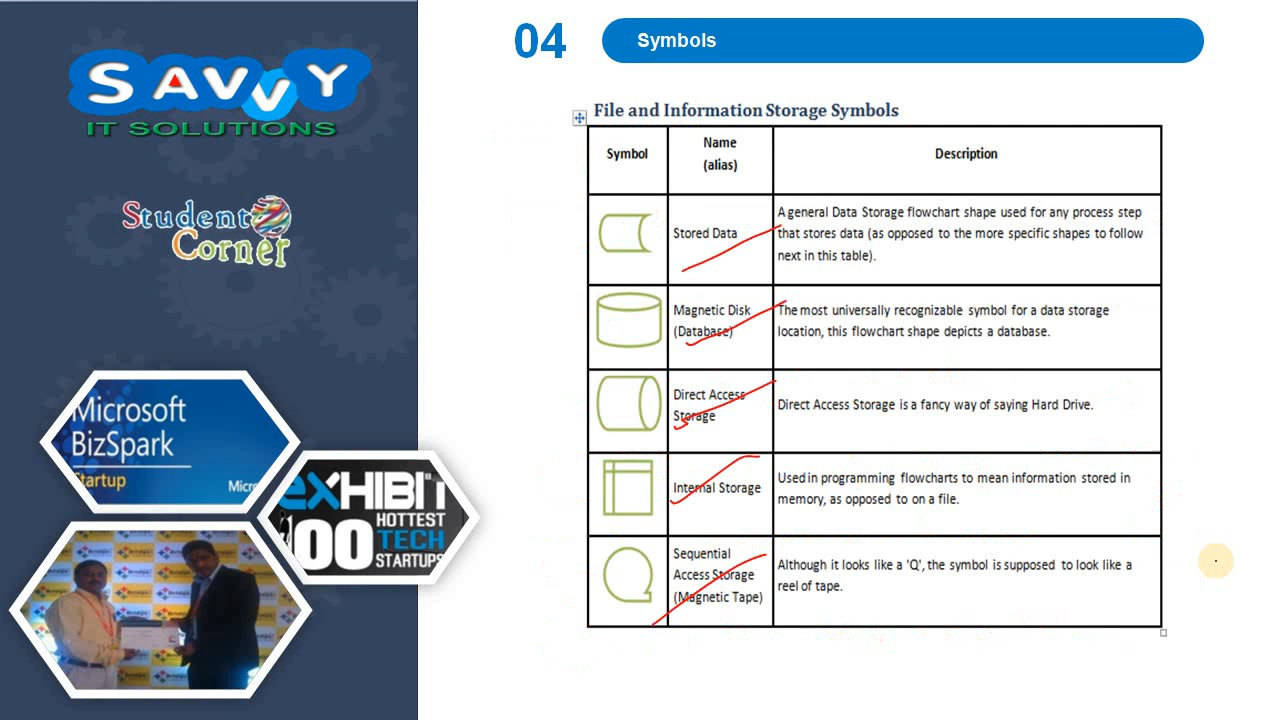 SAVVY
IT SOLUTIONS
Student
Corner
Microsoft
BizSpark
Startup
Micr
eXHIBIT
100
HOTTEST
TECH
STARTUPS
04
Symbols
File and Information Storage Symbols
Symbol
Name
(alias)
Description
Stored Data
A general Data Storage flowchart shape used for any process step
that stores data (as opposed to the more specific shapes to follow
next in this table).
Magnetic Disk
(Database)
The most universally recognizable symbol for a data storage
location, this flowchart shape depicts a database.
Direct Access
Storage
Direct Access Storage is a fancy way of saying Hard Drive.
Internal Storage
Used in programming flowcharts to mean information stored in
memory, as opposed to on a file.
Sequential
Access Storage
(Magnetic Tape)
Although it looks like a 'Q', the symbol is supposed to look like a
reel of tape.